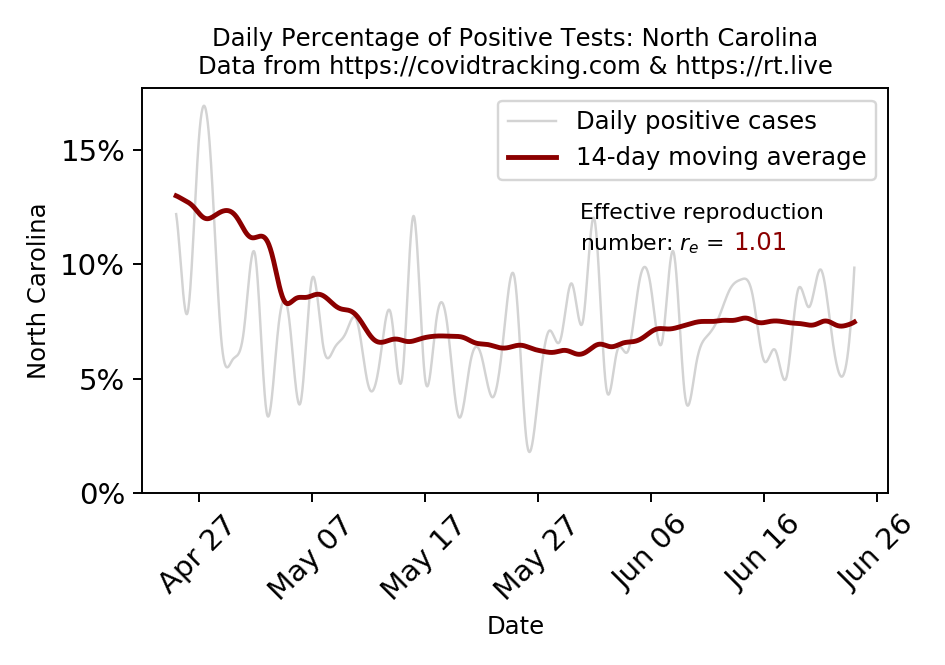 Daily Percentage of Positive Tests: North Carolina
Data from https://covidtracking.com & https://rt.live
Daily positive cases
14-day moving average
Effective reproduction
number: rₑ = 1.01
North Carolina
15%
10%
5%
0%
Apr 27
May 07
May 17
May 27
Jun 06
Jun 16
Jun 26
Date